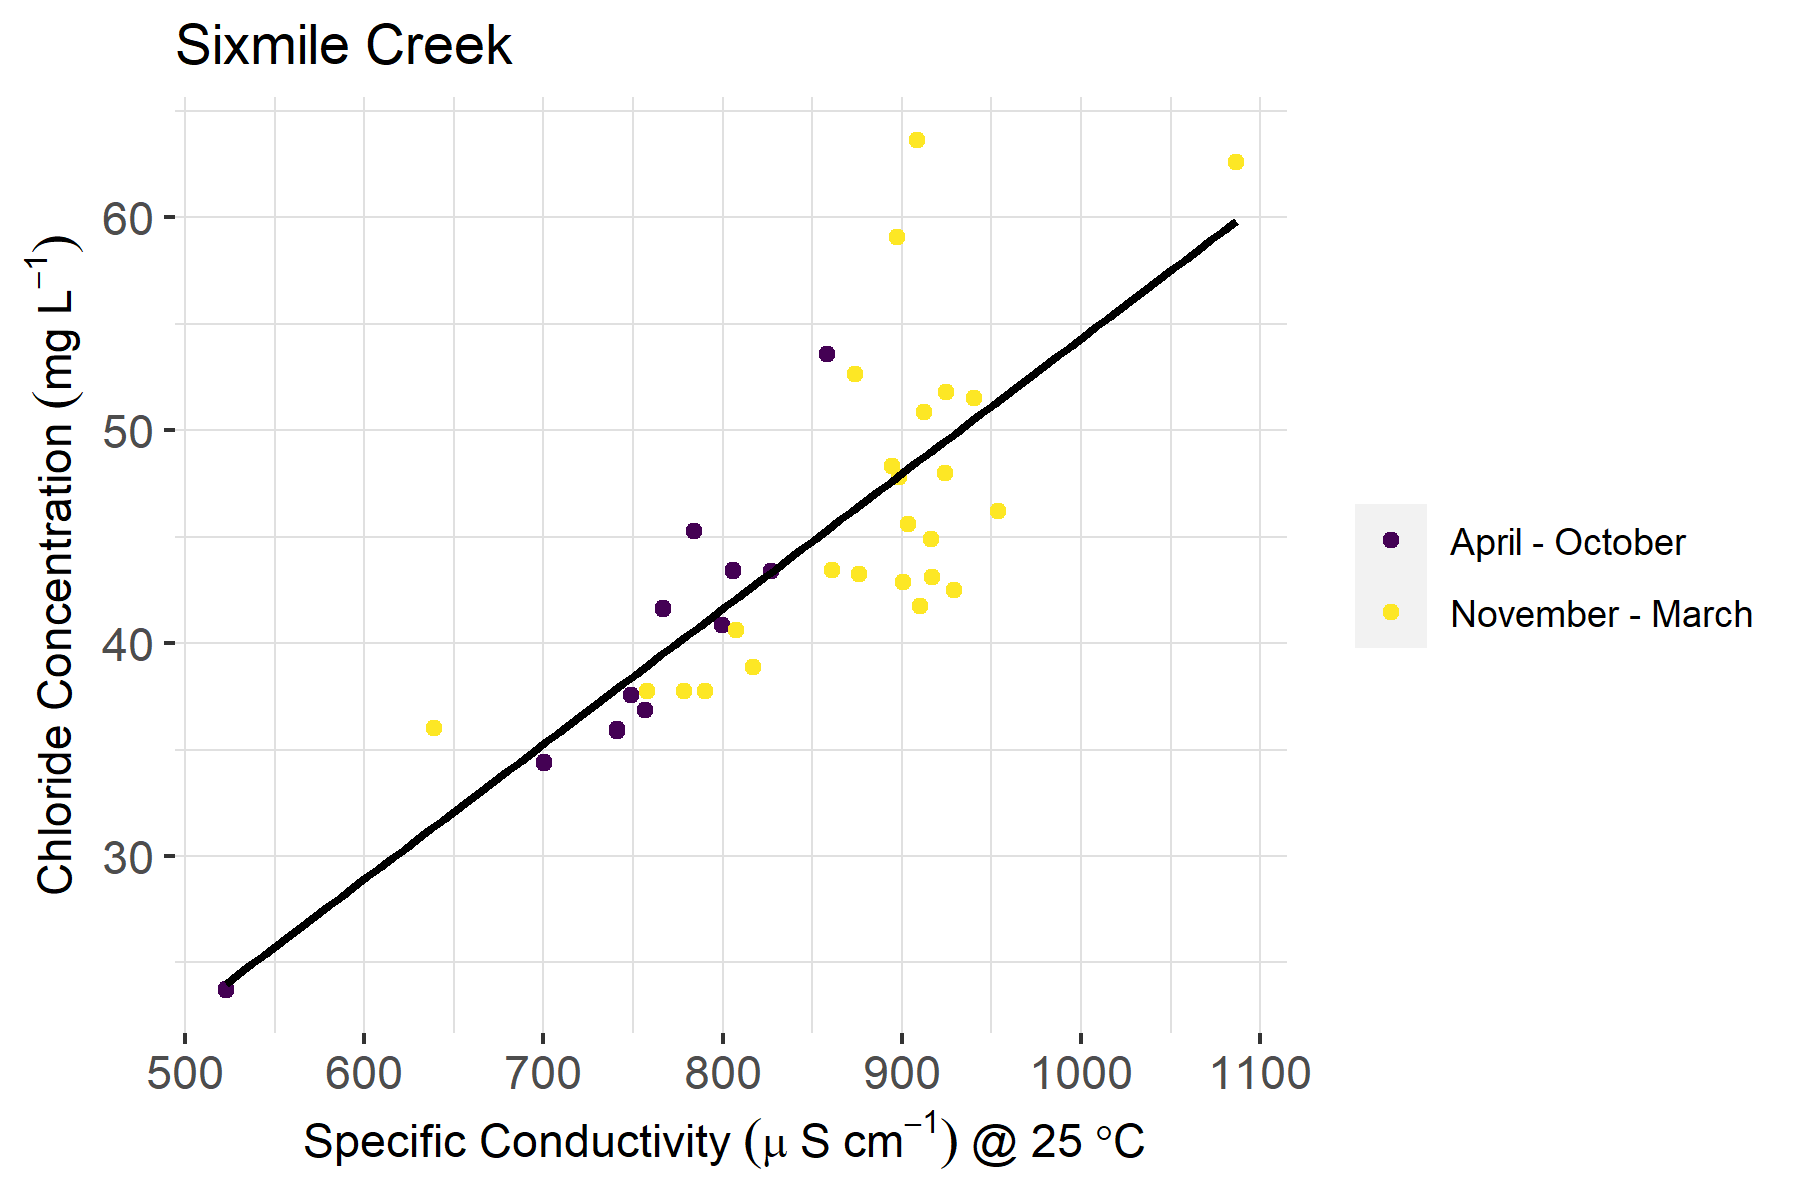 Sixmile Creek
Chloride Concentration (mg L⁻¹)
60
50
40
30
500 600 700 800 900 1000 1100
Specific Conductivity (μ S cm⁻¹) @ 25 °C
April - October
November - March